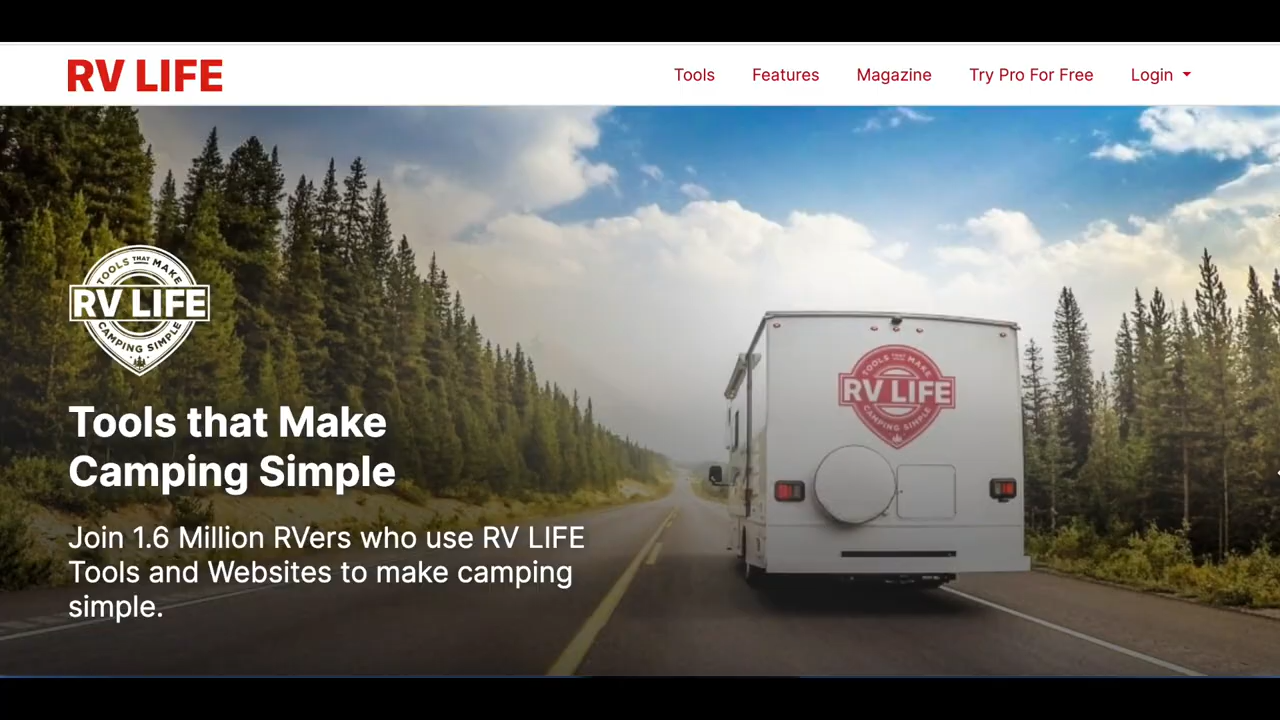 RV LIFE
Tools Features Magazine Try Pro For Free Login
TOOLS THAT MAKE
RV LIFE
CAMPING SIMPLE
TOOLS THAT MAKE
RV LIFE
CAMPING SIMPLE
Tools that Make
Camping Simple
Join 1.6 Million RVers who use RV LIFE
Tools and Websites to make camping
simple.